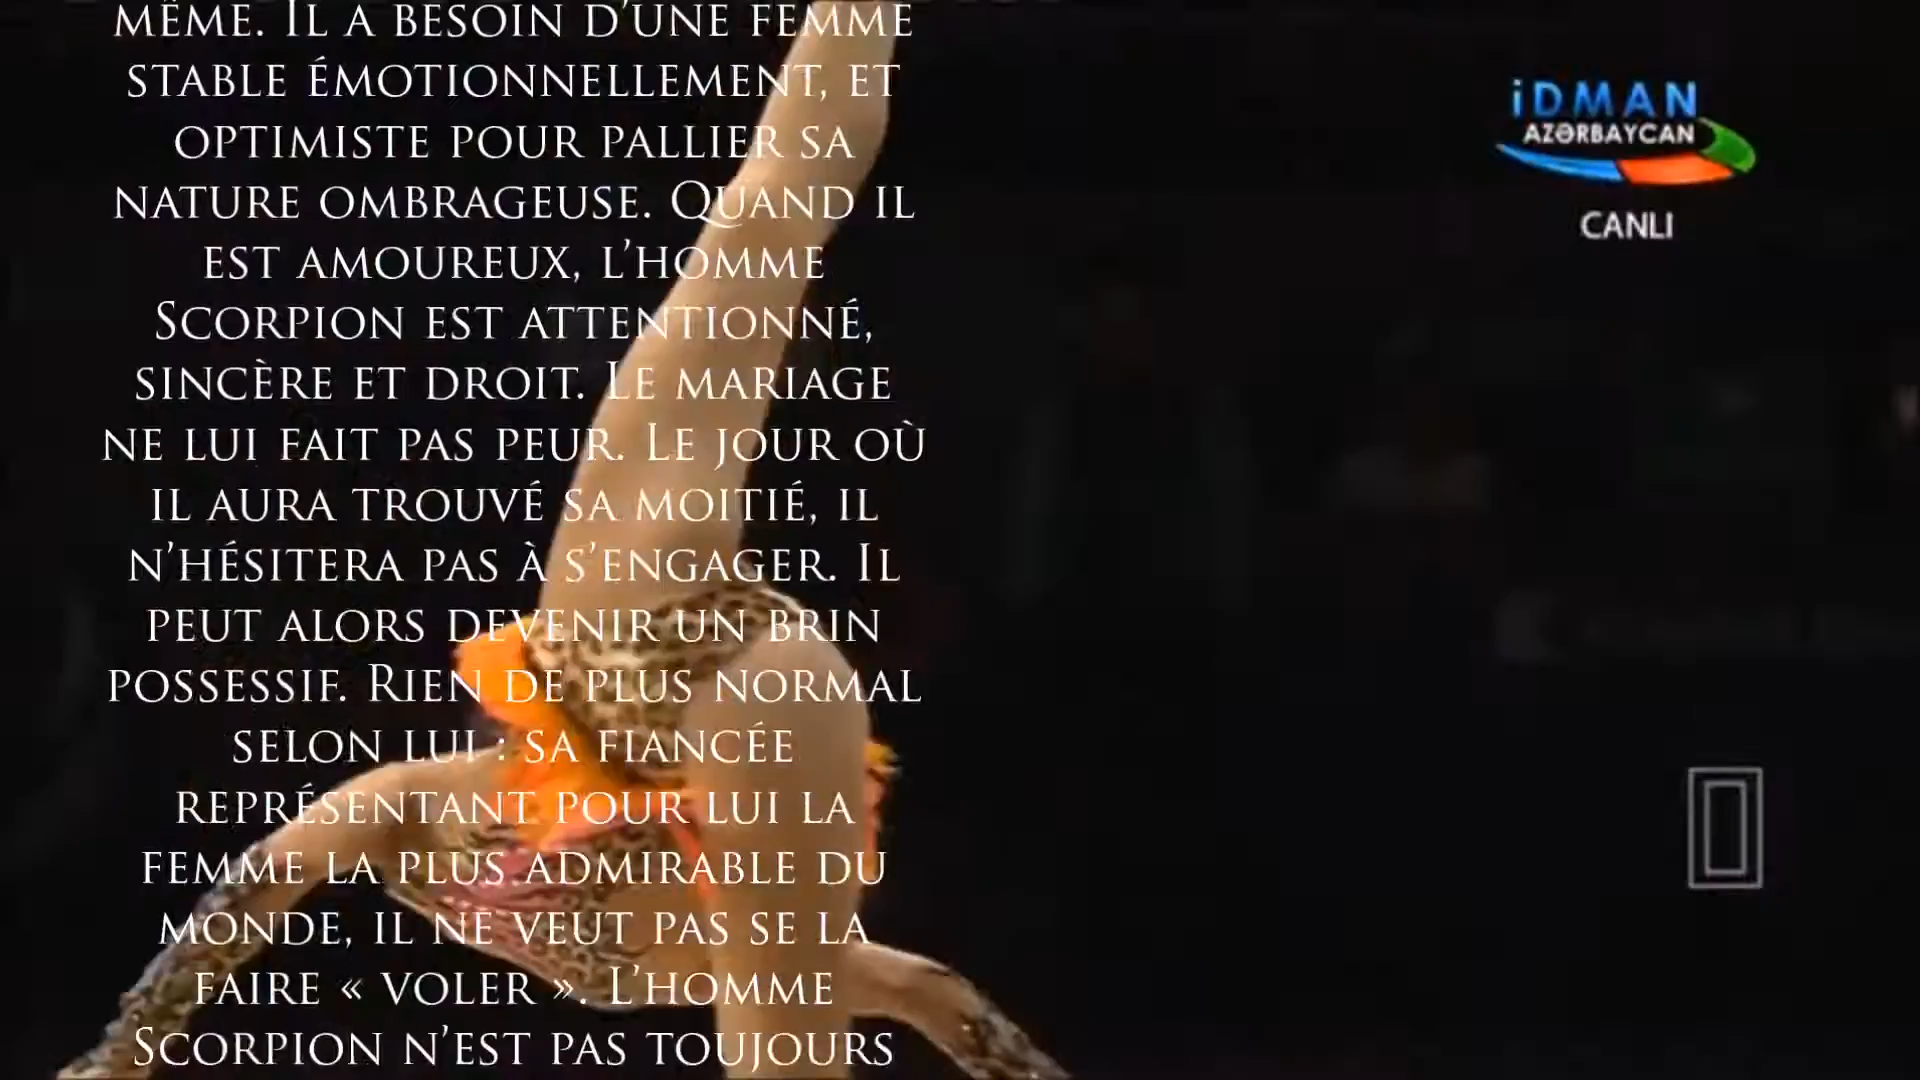 MÊME. IL A BESOIN D'UNE FEMME
STABLE ÉMOTIONNELLEMENT, ET
OPTIMISTE POUR PALLIER SA
NATURE OMBRAGEUSE. QUAND IL
EST AMOUREUX, L'HOMME
SCORPION EST ATTENTIONNÉ,
SINCÈRE ET DROIT. LE MARIAGE
NE LUI FAIT PAS PEUR. LE JOUR OÙ
IL AURA TROUVÉ SA MOITIÉ, IL
N'HÉSITERA PAS À S'ENGAGER. IL
PEUT ALORS DEVENIR UN BRIN
POSSESSIF. RIEN DE PLUS NORMAL
SELON LUI : SA FIANCÉE
REPRÉSENTANT POUR LUI LA
FEMME LA PLUS ADMIRABLE DU
MONDE, IL NE VEUT PAS SE LA
FAIRE « VOLER ». L'HOMME
SCORPION N'EST PAS TOUJOURS
iDMAN
AZƏRBAYCAN
CANLI